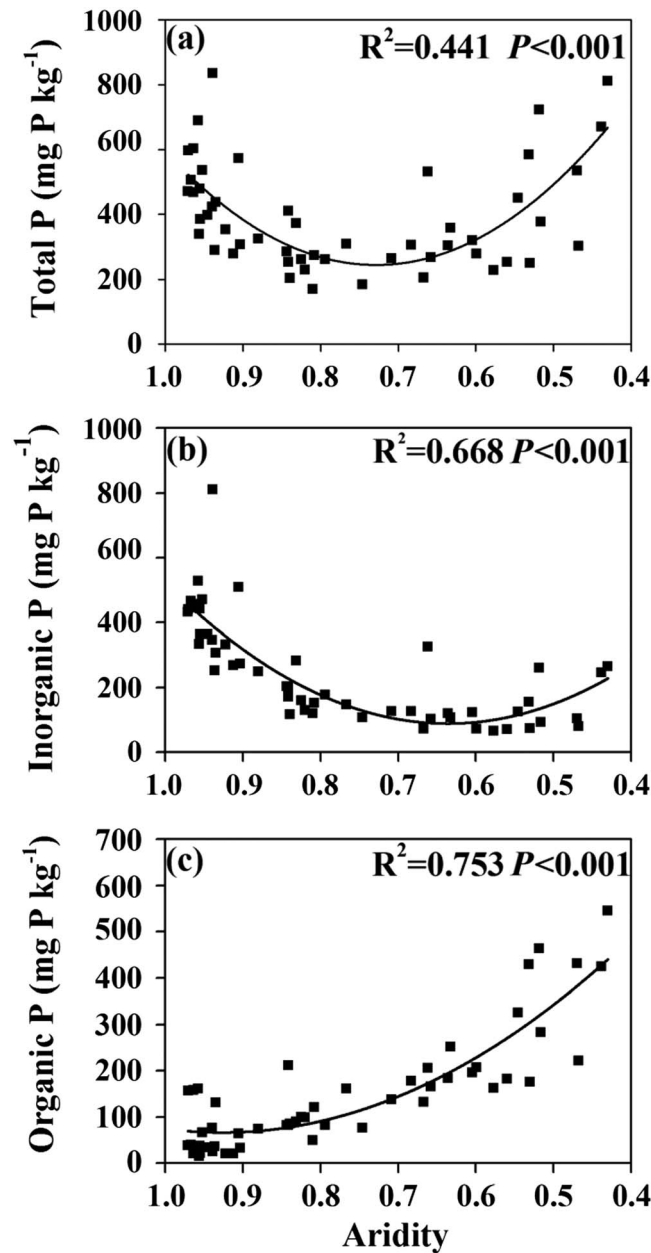 (a)
R²=0.441 P<0.001
Total P (mg P kg⁻¹)
1000
800
600
400
200
0
1.0 0.9 0.8 0.7 0.6 0.5 0.4
(b)
R²=0.668 P<0.001
Inorganic P (mg P kg⁻¹)
1000
800
600
400
200
0
1.0 0.9 0.8 0.7 0.6 0.5 0.4
(c)
R²=0.753 P<0.001
Organic P (mg P kg⁻¹)
700
600
500
400
300
200
100
0
1.0 0.9 0.8 0.7 0.6 0.5 0.4
Aridity